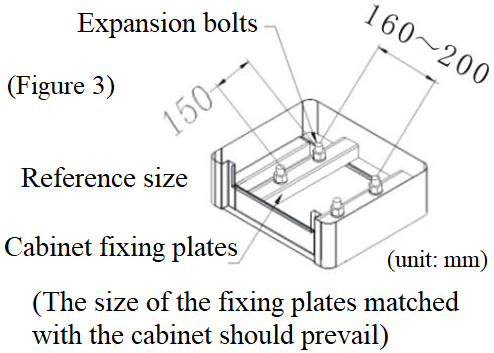 Expansion bolts
160～200
(Figure 3)
150
Reference size
Cabinet fixing plates
(unit: mm)
(The size of the fixing plates matched
with the cabinet should prevail)